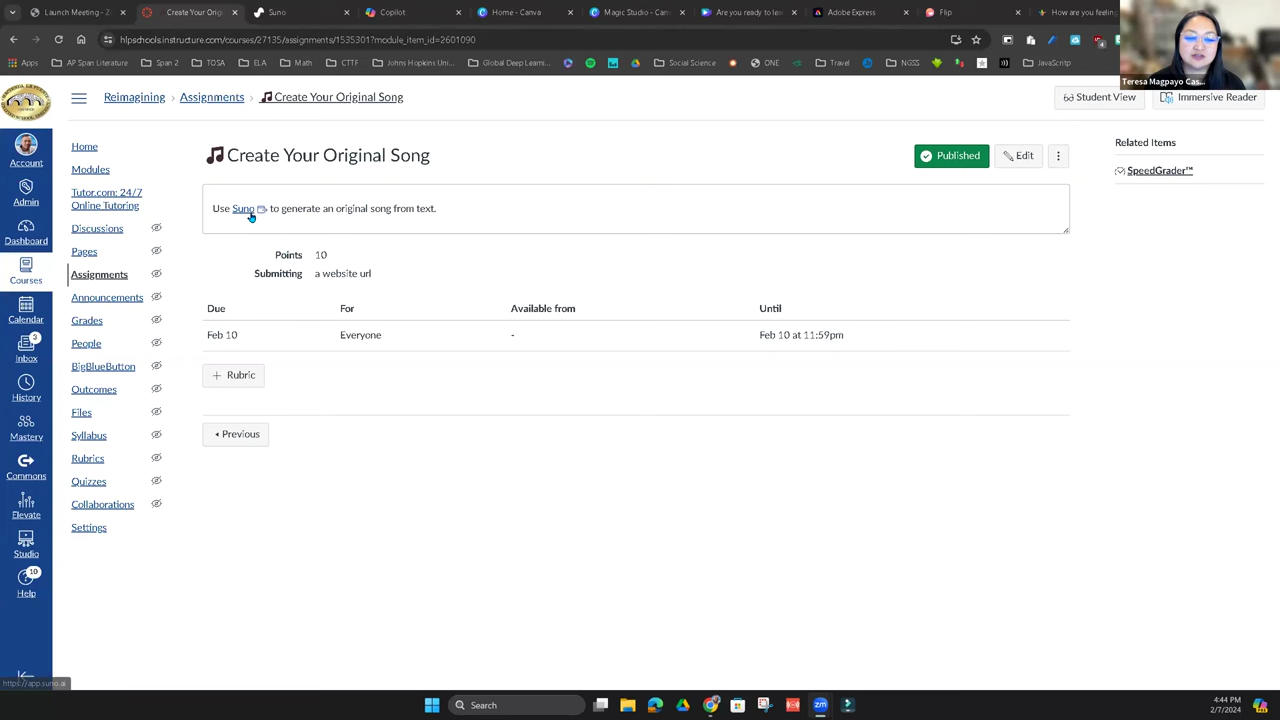 Launch Meeting - Z
Create Your Orig
Suno
Copilot
Home - Canva
Magic Studio - Can
Are you ready to le
Adobe Express
Flip
How are you feeling
hlpschools.instructure.com/courses/27135/assignments/1535301?module_item_id=2601090
Apps
AP Span Literature
Span 2
TOSA
ELA
Math
CTTF
Johns Hopkins Uni...
Global Deep Learni...
Social Science
ONE
Travel
NGSS
JavaScritp
Teresa Magpayo Cas...
Reimagining
Assignments
Create Your Original Song
Student View
Immersive Reader
Account
Admin
Dashboard
Courses
Calendar
3
Inbox
History
Mastery
Commons
Elevate
Studio
10
Help
Home
Modules
Tutor.com: 24/7
Online Tutoring
Discussions
Pages
Assignments
Announcements
Grades
People
BigBlueButton
Outcomes
Files
Syllabus
Rubrics
Quizzes
Collaborations
Settings
Create Your Original Song
Published
Edit
Use Suno to generate an original song from text.
Points 10
Submitting a website url
Due For Available from Until
Feb 10 Everyone - Feb 10 at 11:59pm
+ Rubric
Previous
Related Items
SpeedGrader™
https://app.suno.ai
Search
4:44 PM
2/7/2024